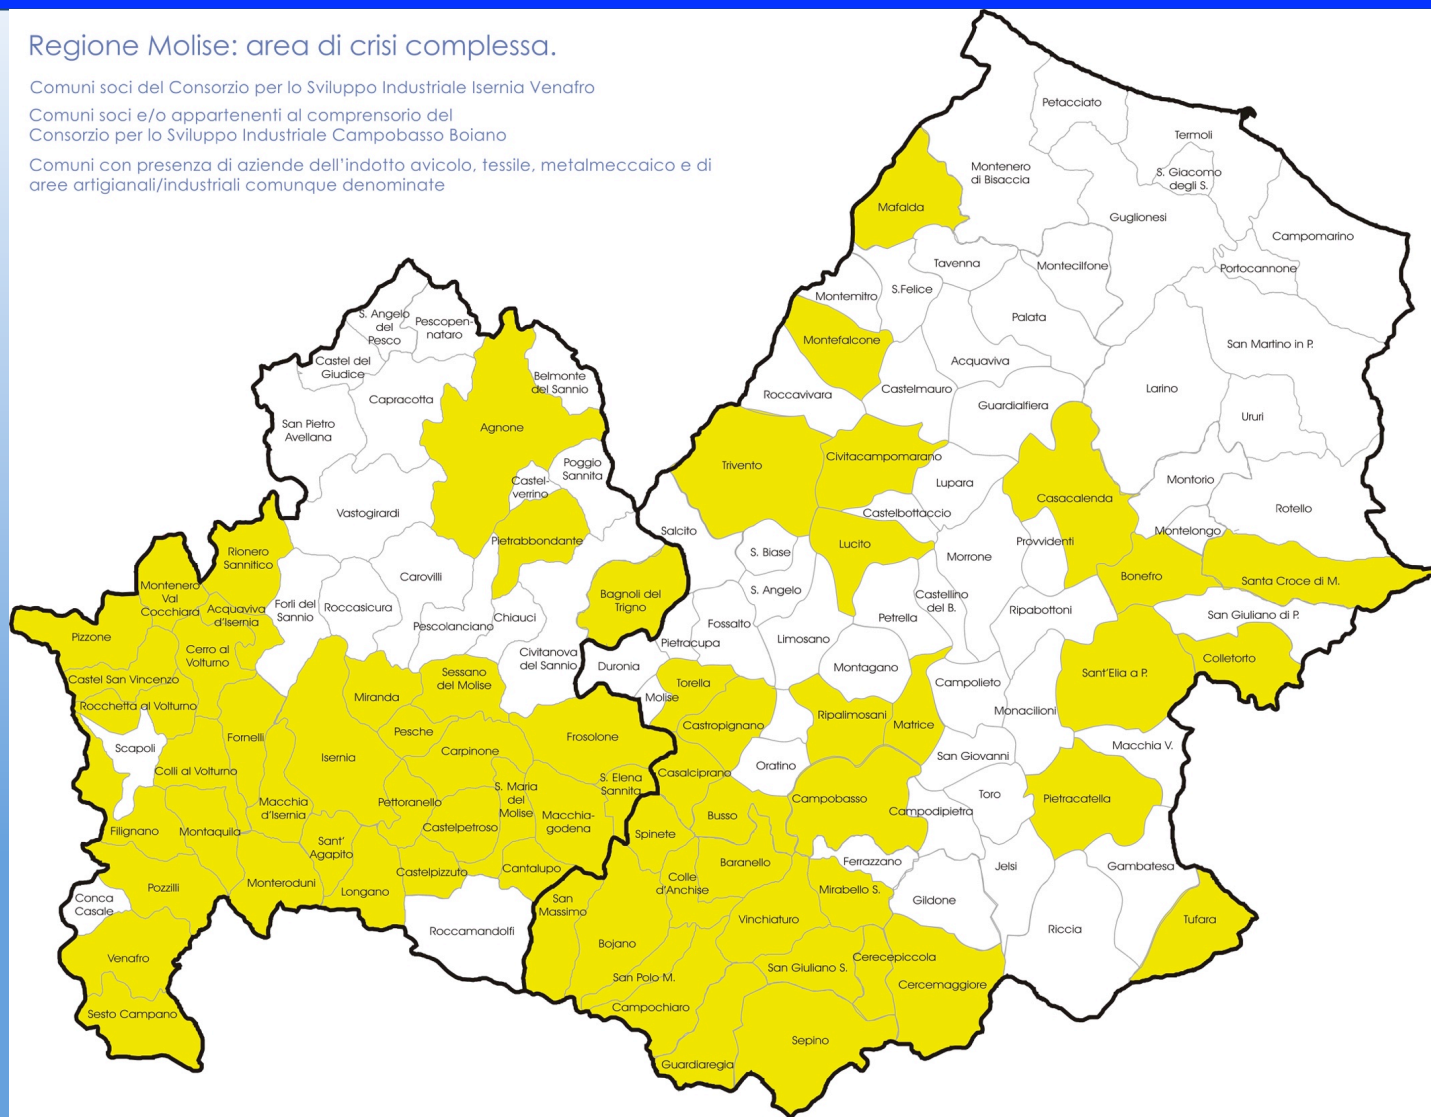 Regione Molise: area di crisi complessa.
Comuni soci del Consorzio per lo Sviluppo Industriale Isernia Venafro
Comuni soci e/o appartenenti al comprensorio del
Consorzio per lo Sviluppo Industriale Campobasso Boiano
Comuni con presenza di aziende dell'indotto avicolo, tessile, metalmeccaico e di
aree artigianali/industriali comunque denominate
Petacciato
Termoli
Montenero
di Bisaccia
S. Giacomo
degli S.
Mafalda
Guglionesi
Campomarino
Tavenna
Montecilfone
Portocannone
Montemitro
S.Felice
Palata
S. Angelo
del
Pesco
Pescopen-
nataro
Montefalcone
San Martino in P.
Castel del
Giudice
Acquaviva
Belmonte
del Sannio
Castelmauro
Larino
Roccavivara
Capracotta
Guardialfiera
Ururi
San Pietro
Avellana
Agnone
Civitacampomarano
Trivento
Poggio
Sannita
Castel-
verrino
Lupara
Montorio
Casacalenda
Vastogirardi
Castelbottaccio
Rotello
Salcito
Montelongo
Pietrabbondante
Lucito
Provvidenti
S. Biase
Morrone
Rionero
Sannitico
Carovilli
Bonefro
Santa Croce di M.
Montenero
Val
Cocchiara
S. Angelo
Bagnoli del
Trigno
Castellino
del B.
Forlì del
Sannio
Roccasicura
Acquaviva
d'Isernia
Ripabottoni
San Giuliano di P.
Chiauci
Petrella
Pescolanciano
Fossalto
Pizzone
Limosano
Pietracupa
Cerro al
Volturno
Civitanova
del Sannio
Colletorto
Duronia
Montagano
Sessano
del Molise
Sant'Elia a P.
Castel San Vincenzo
Torella
Campolieto
Miranda
Molise
Rocchetta al Volturno
Monacilioni
Ripalimosani
Matrice
Castropignano
Pesche
Fornelli
Frosolone
Scapoli
Carpinone
Macchia V.
Isernia
San Giovanni
Oratino
Colli al Volturno
Casalciprano
S. Elena
Sannita
S. Maria
del
Molise
Toro
Campobasso
Pietracatella
Pettoranello
Macchia
d'Isernia
Campodipietra
Busso
Macchia-
godena
Castelpetroso
Filignano
Montaquila
Spinete
Sant'
Agapito
Baranello
Ferrazzano
Jelsi
Gambatesa
Cantalupo
Castelpizzuto
Colle
d'Anchise
Monteroduni
Pozzilli
Longano
Mirabello S.
Conca
Casale
San
Massimo
Gildone
Vinchiaturo
Tufara
Roccamandolfi
Riccia
Bojano
Venafro
Cerecepiccola
San Giuliano S.
San Polo M.
Cercemaggiore
Campochiaro
Sesto Campano
Sepino
Guardiaregia